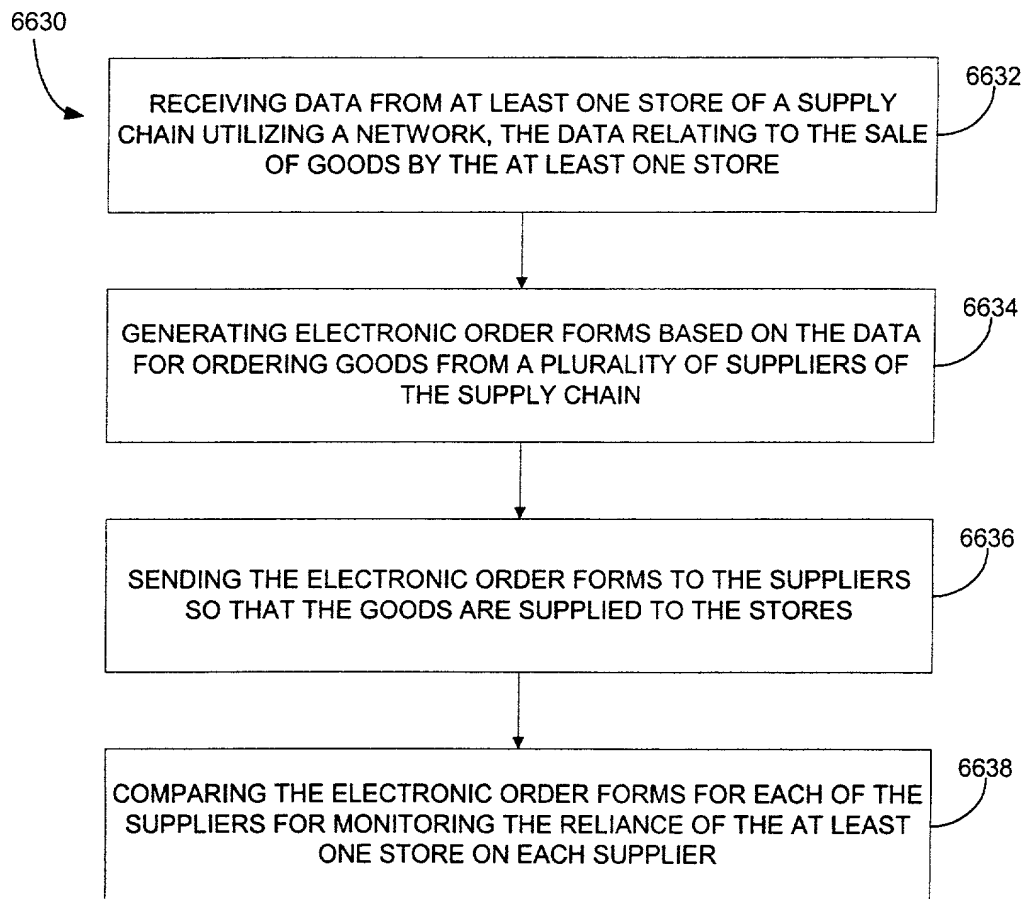 6630
6632
RECEIVING DATA FROM AT LEAST ONE STORE OF A SUPPLY
CHAIN UTILIZING A NETWORK, THE DATA RELATING TO THE SALE
OF GOODS BY THE AT LEAST ONE STORE
6634
GENERATING ELECTRONIC ORDER FORMS BASED ON THE DATA
FOR ORDERING GOODS FROM A PLURALITY OF SUPPLIERS OF
THE SUPPLY CHAIN
6636
SENDING THE ELECTRONIC ORDER FORMS TO THE SUPPLIERS
SO THAT THE GOODS ARE SUPPLIED TO THE STORES
6638
COMPARING THE ELECTRONIC ORDER FORMS FOR EACH OF THE
SUPPLIERS FOR MONITORING THE RELIANCE OF THE AT LEAST
ONE STORE ON EACH SUPPLIER